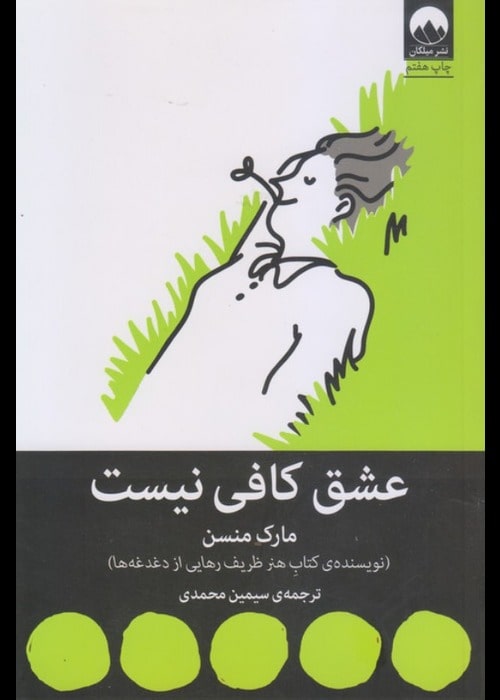 نشر میلکان
چاپ هفتم
عشق کافی نیست
مارک منسن
(نویسنده‌ی کتابِ هنر ظریف رهایی از دغدغه‌ها)
ترجمه‌ی سیمین محمدی